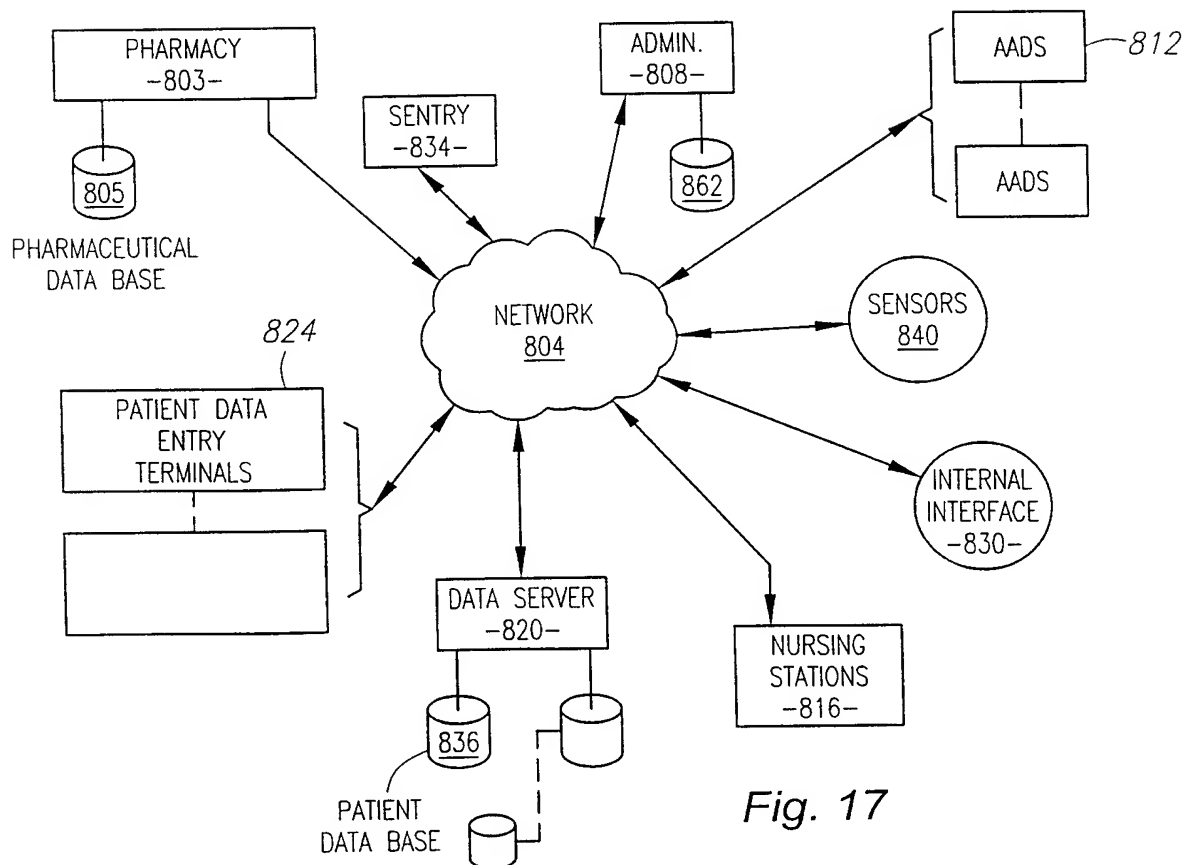 PHARMACY
-803-
805
PHARMACEUTICAL
DATA BASE
SENTRY
-834-
ADMIN.
-808-
862
AADS
812
AADS
NETWORK
804
SENSORS
840
824
PATIENT DATA
ENTRY
TERMINALS
INTERNAL
INTERFACE
-830-
DATA SERVER
-820-
836
PATIENT
DATA BASE
NURSING
STATIONS
-816-
Fig. 17